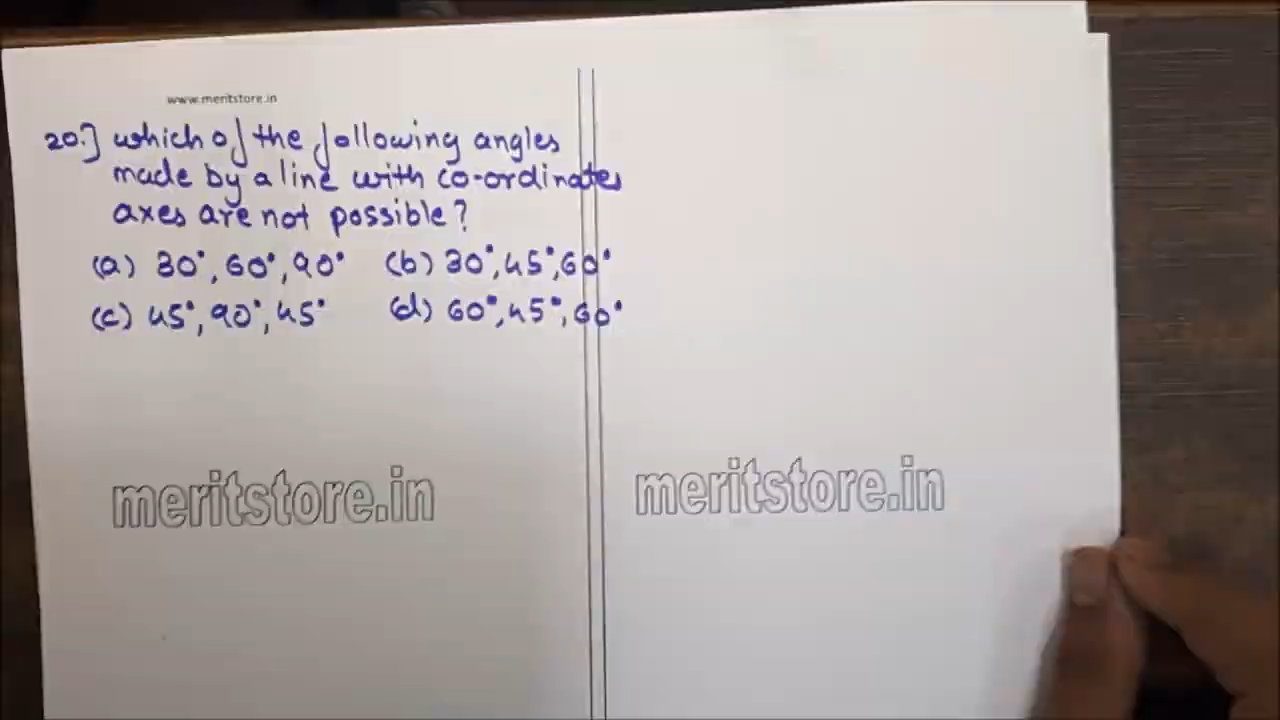 www.meritstore.in
20.] which of the following angles
made by a line with co-ordinates
axes are not possible?
(a) 30°, 60°, 90° (b) 30°, 45°, 60°
(c) 45°, 90°, 45° (d) 60°, 45°, 60°
meritstore.in meritstore.in